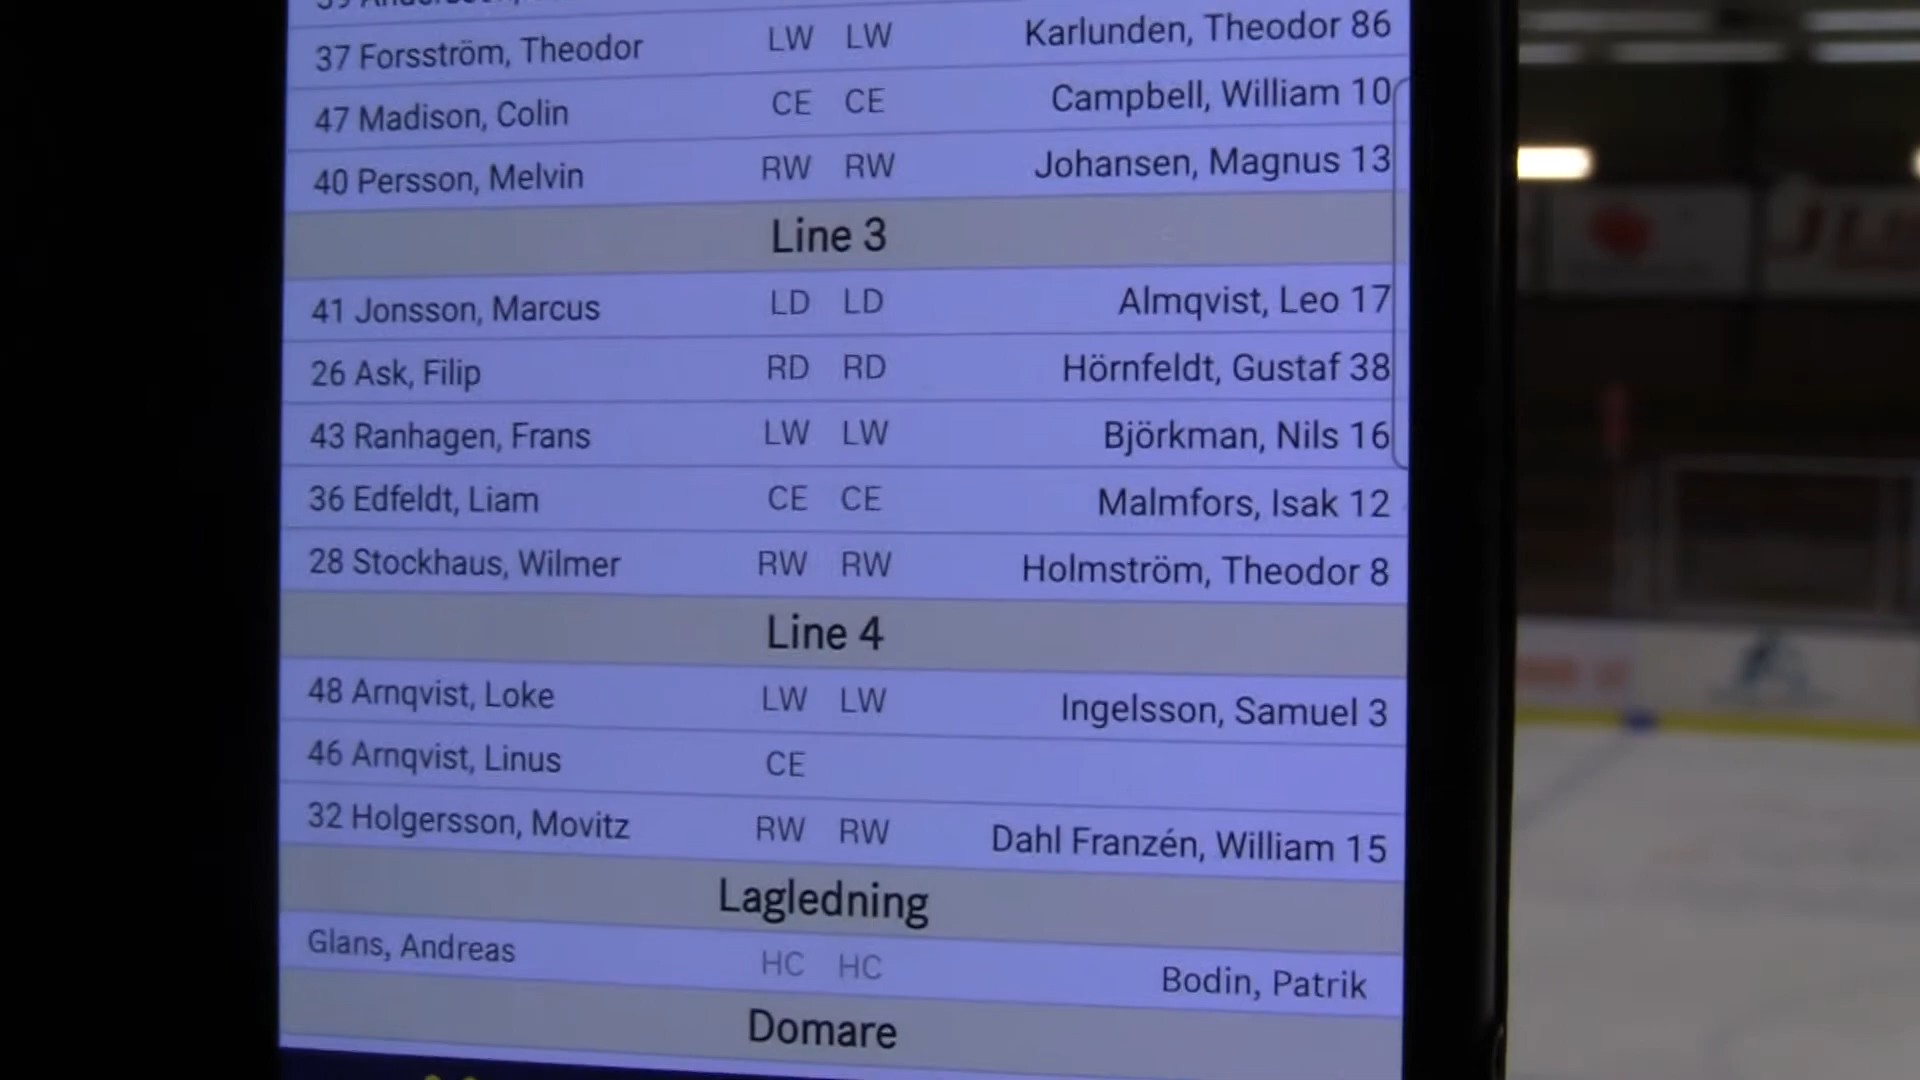 37 Forsström, Theodor LW LW Karlunden, Theodor 86
47 Madison, Colin CE CE Campbell, William 10
40 Persson, Melvin RW RW Johansen, Magnus 13
Line 3
41 Jonsson, Marcus LD LD Almqvist, Leo 17
26 Ask, Filip RD RD Hörnfeldt, Gustaf 38
43 Ranhagen, Frans LW LW Björkman, Nils 16
36 Edfeldt, Liam CE CE Malmfors, Isak 12
28 Stockhaus, Wilmer RW RW Holmström, Theodor 8
Line 4
48 Arnqvist, Loke LW LW Ingelsson, Samuel 3
46 Arnqvist, Linus CE
32 Holgersson, Movitz RW RW Dahl Franzén, William 15
Lagledning
Glans, Andreas HC HC Bodin, Patrik
Domare